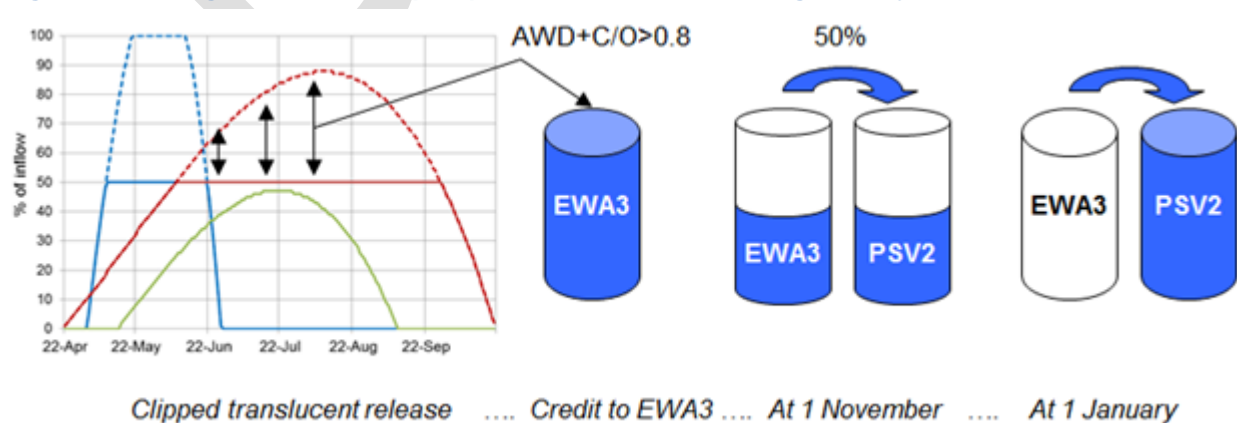 AWD+C/O>0.8
50%
% of inflow
100
90
80
70
60
50
40
30
20
10
0
22-Apr 22-May 22-Jun 22-Jul 22-Aug 22-Sep
EWA3
EWA3
PSV2
EWA3
PSV2
Clipped translucent release .... Credit to EWA3 .... At 1 November .... At 1 January